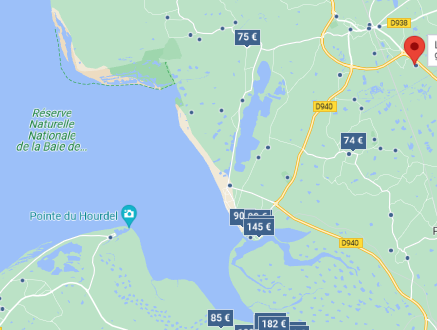 D938
75 €
L
g
Reserve
Naturelle
Nationale
de la Baie de..
D940
74 €
Pointe du Hourdel
90
145 €
F
D940
85 €
182 €